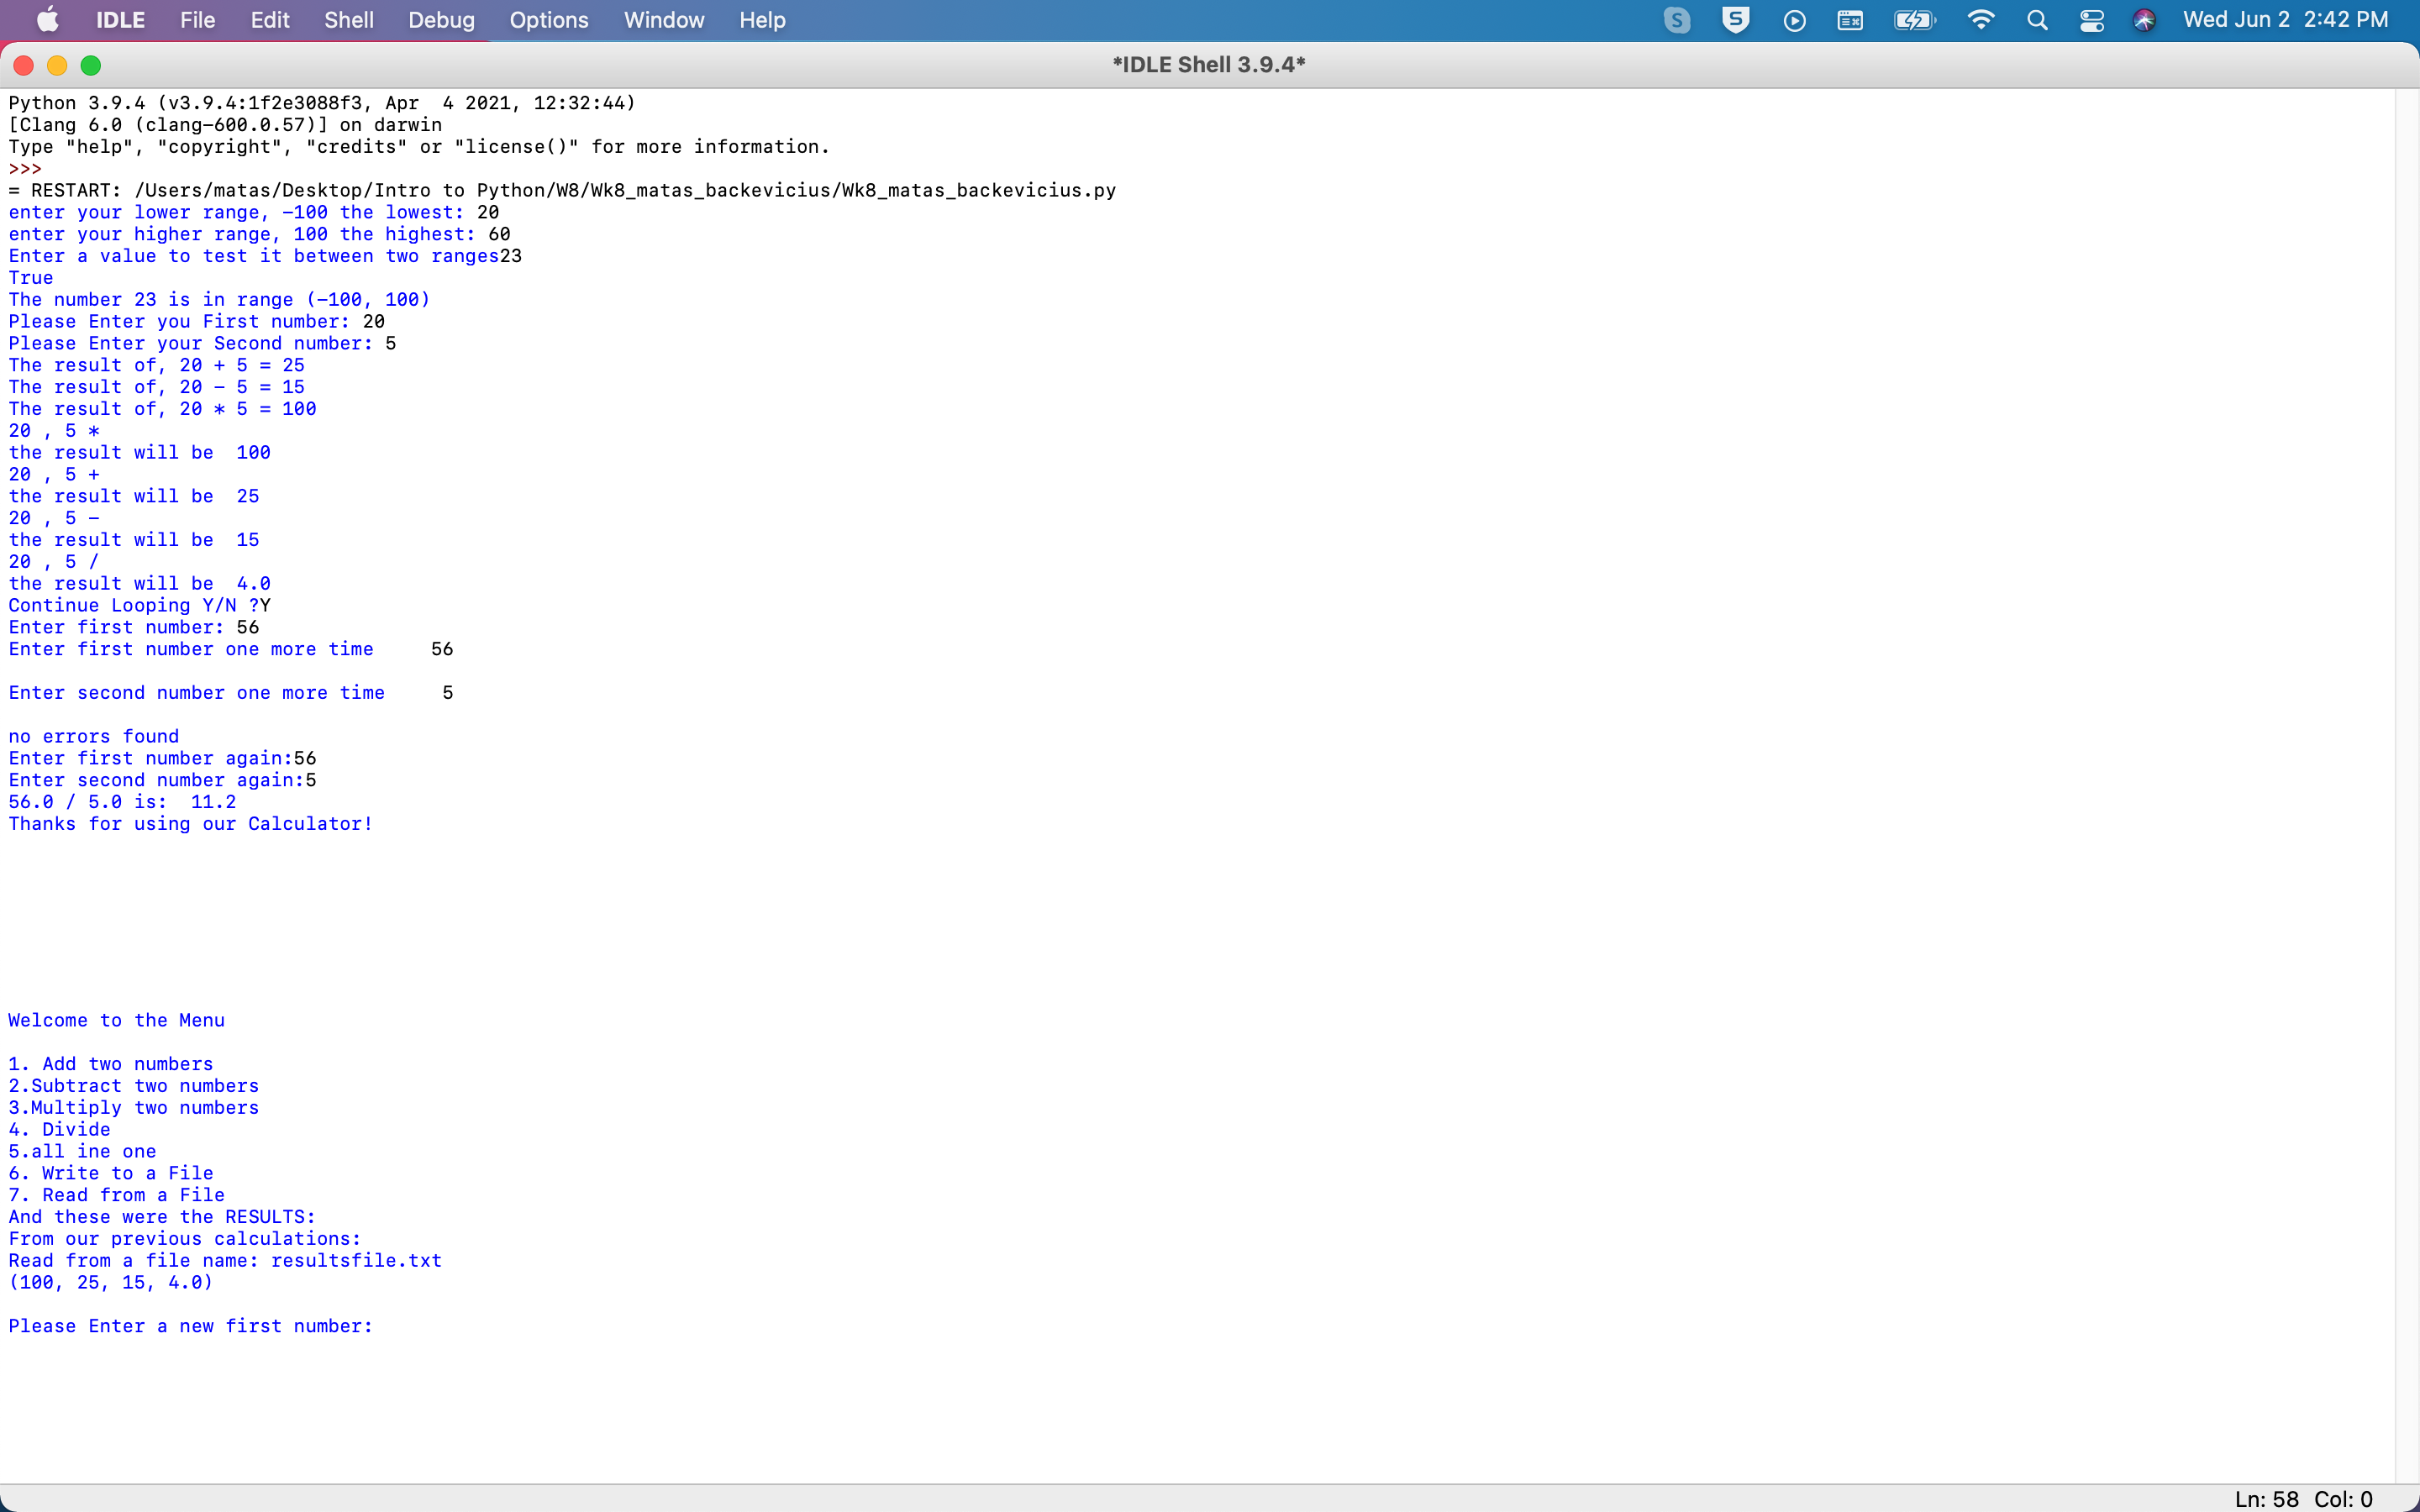 IDLE File Edit Shell Debug Options Window Help S S Wed Jun 2 2:42 PM
*IDLE Shell 3.9.4*
Python 3.9.4 (v3.9.4:1f2e3088f3, Apr  4 2021, 12:32:44)
[Clang 6.0 (clang-600.0.57)] on darwin
Type "help", "copyright", "credits" or "license()" for more information.
>>>
= RESTART: /Users/matas/Desktop/Intro to Python/W8/Wk8_matas_backevicius/Wk8_matas_backevicius.py
enter your lower range, -100 the lowest: 20
enter your higher range, 100 the highest: 60
Enter a value to test it between two ranges23
True
The number 23 is in range (-100, 100)
Please Enter you First number: 20
Please Enter your Second number: 5
The result of, 20 + 5 = 25
The result of, 20 - 5 = 15
The result of, 20 * 5 = 100
20 , 5 *
the result will be  100
20 , 5 +
the result will be  25
20 , 5 -
the result will be  15
20 , 5 /
the result will be  4.0
Continue Looping Y/N ?Y
Enter first number: 56
Enter first number one more time     56
Enter second number one more time     5
no errors found
Enter first number again:56
Enter second number again:5
56.0 / 5.0 is:  11.2
Thanks for using our Calculator!
Welcome to the Menu
1. Add two numbers
2.Subtract two numbers
3.Multiply two numbers
4. Divide
5.all ine one
6. Write to a File
7. Read from a File
And these were the RESULTS:
From our previous calculations:
Read from a file name: resultsfile.txt
(100, 25, 15, 4.0)
Please Enter a new first number:
Ln: 58 Col: 0